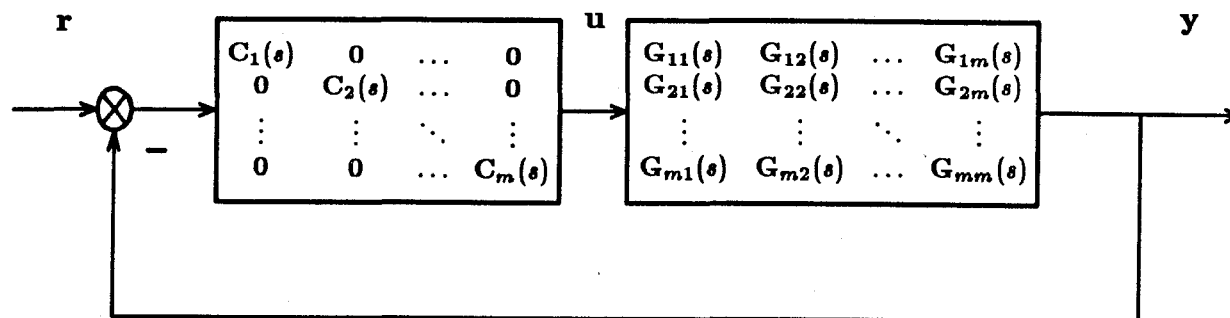 r u y
C₁(s) 0 ... 0 G₁₁(s) G₁₂(s) ... G₁ₘ(s)
0 C₂(s) ... 0 G₂₁(s) G₂₂(s) ... G₂ₘ(s)
⋮ ⋮ ⋱ ⋮ ⋮ ⋮ ⋱ ⋮
− 0 0 ... Cₘ(s) Gₘ₁(s) Gₘ₂(s) ... Gₘₘ(s)